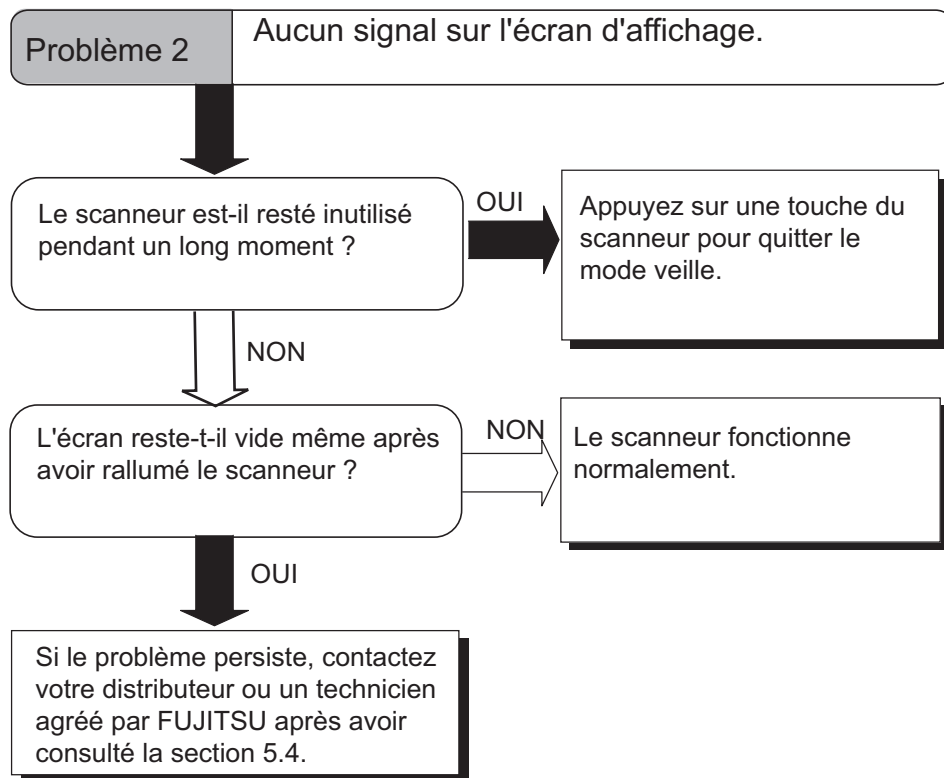 Problème 2
Aucun signal sur l'écran d'affichage.
Le scanneur est-il resté inutilisé
pendant un long moment ?
OUI
Appuyez sur une touche du
scanneur pour quitter le
mode veille.
NON
L'écran reste-t-il vide même après
avoir rallumé le scanneur ?
NON
Le scanneur fonctionne
normalement.
OUI
Si le problème persiste, contactez
votre distributeur ou un technicien
agréé par FUJITSU après avoir
consulté la section 5.4.